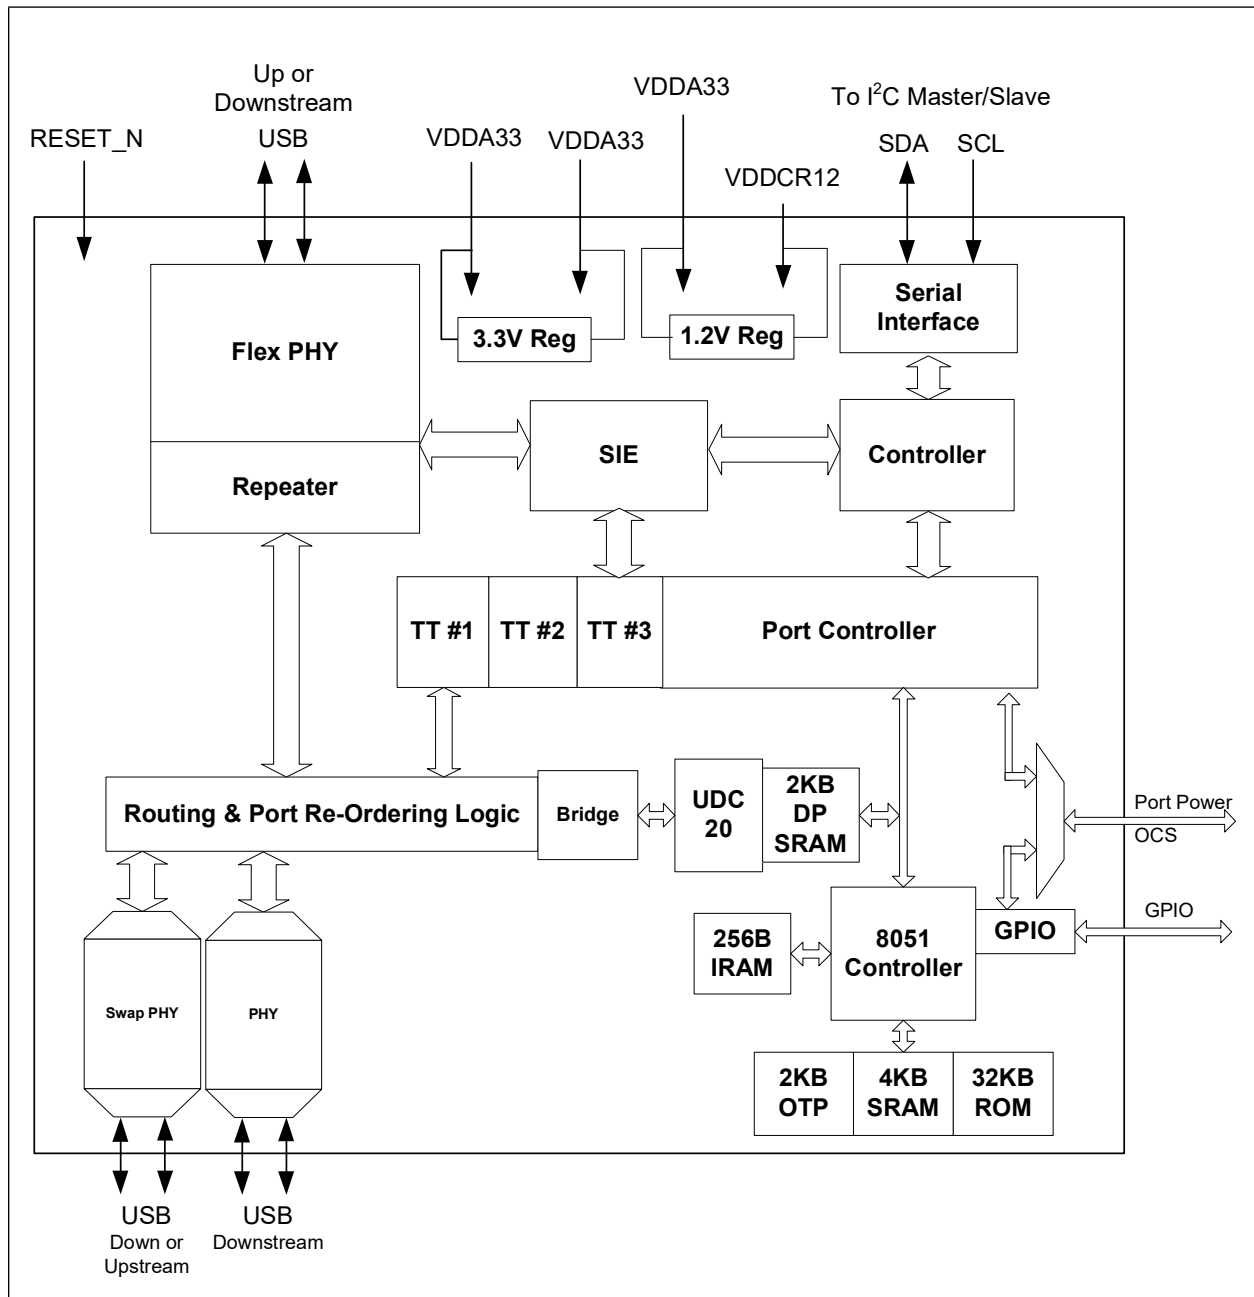 Up or
Downstream
USB
RESET_N
VDDA33
VDDA33
VDDA33
VDDCR12
To I²C Master/Slave
SDA
SCL
Flex PHY
3.3V Reg
1.2V Reg
Serial
Interface
Repeater
SIE
Controller
TT #1
TT #2
TT #3
Port Controller
Routing & Port Re-Ordering Logic
Bridge
UDC
20
2KB
DP
SRAM
Port Power
OCS
256B
IRAM
8051
Controller
GPIO
GPIO
Swap PHY
PHY
2KB
OTP
4KB
SRAM
32KB
ROM
USB
Down or
Upstream
USB
Downstream